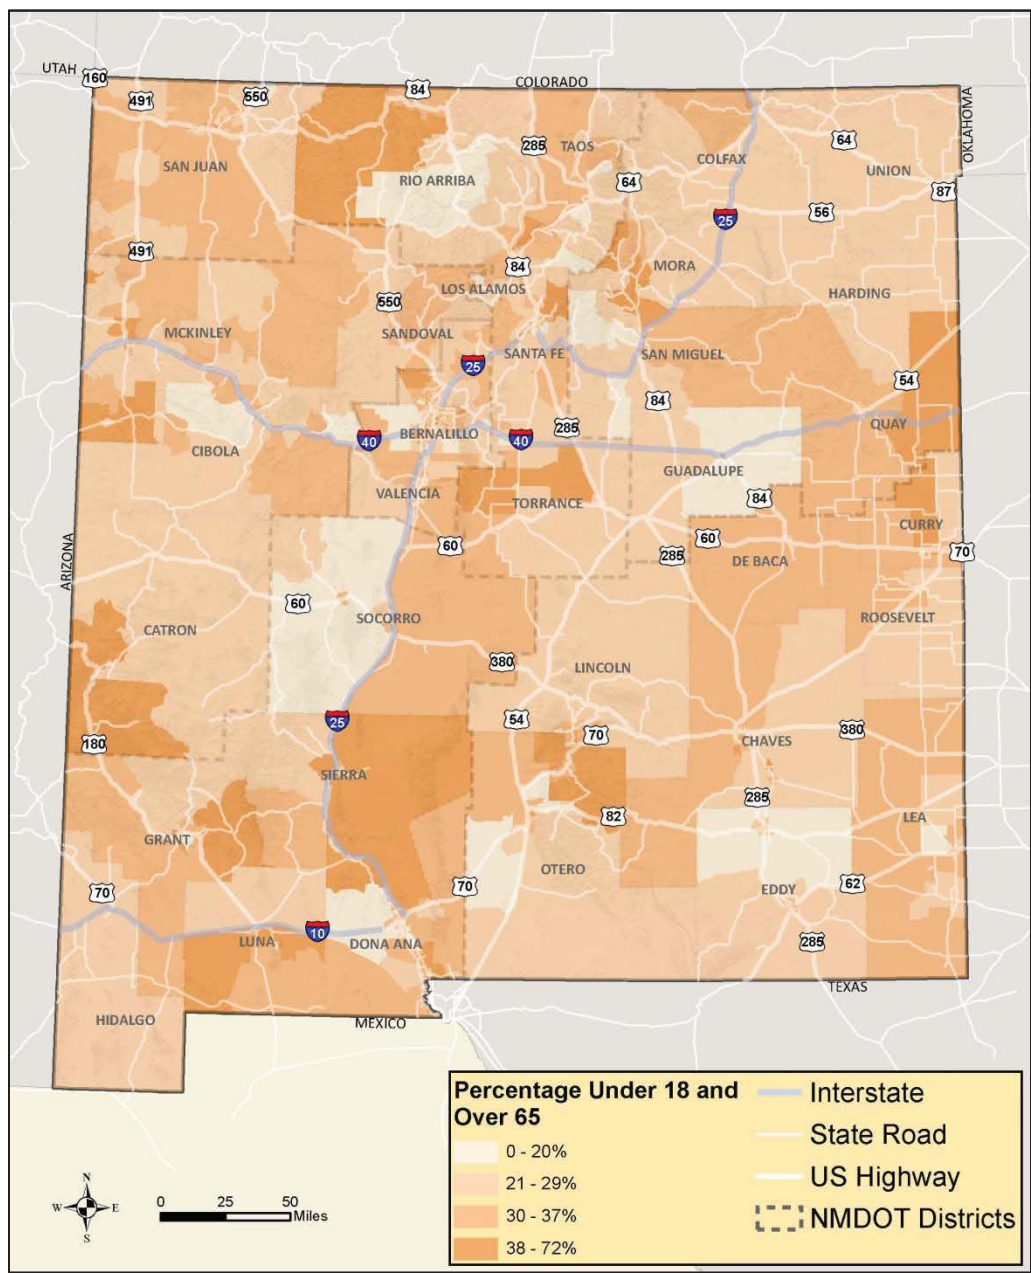 UTAH
160
COLORADO
84
491
550
OKLAHOMA
64
285
TAOS
COLFAX
SAN JUAN
UNION
RIO ARRIBA
64
87
56
25
491
84
MORA
LOS ALAMOS
HARDING
550
MCKINLEY
SANDOVAL
SANTA FE
SAN MIGUEL
25
54
84
285
QUAY
BERNALILLO
40
40
CIBOLA
GUADALUPE
VALENCIA
TORRANCE
84
CURRY
60
60
285
70
DE BACA
ARIZONA
60
SOCORRO
ROOSEVELT
CATRON
380
LINCOLN
25
54
70
380
180
CHAVES
SIERRA
285
82
LEA
GRANT
OTERO
70
70
EDDY
62
10
LUNA
DONA ANA
285
TEXAS
HIDALGO
MEXICO
Percentage Under 18 and
Over 65
0 - 20%
21 - 29%
30 - 37%
38 - 72%
Interstate
State Road
US Highway
NMDOT Districts
N
W
E
S
0
25
50
Miles